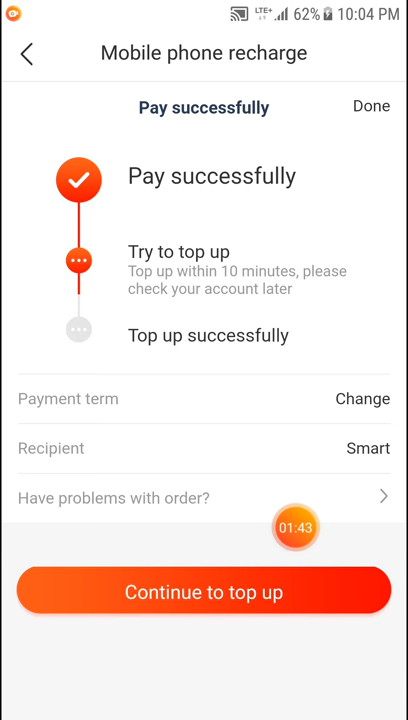 LTE+ 62% 10:04 PM
Mobile phone recharge
Pay successfully Done
Pay successfully
Try to top up
Top up within 10 minutes, please
check your account later
Top up successfully
Payment term Change
Recipient Smart
Have problems with order?
01:43
Continue to top up